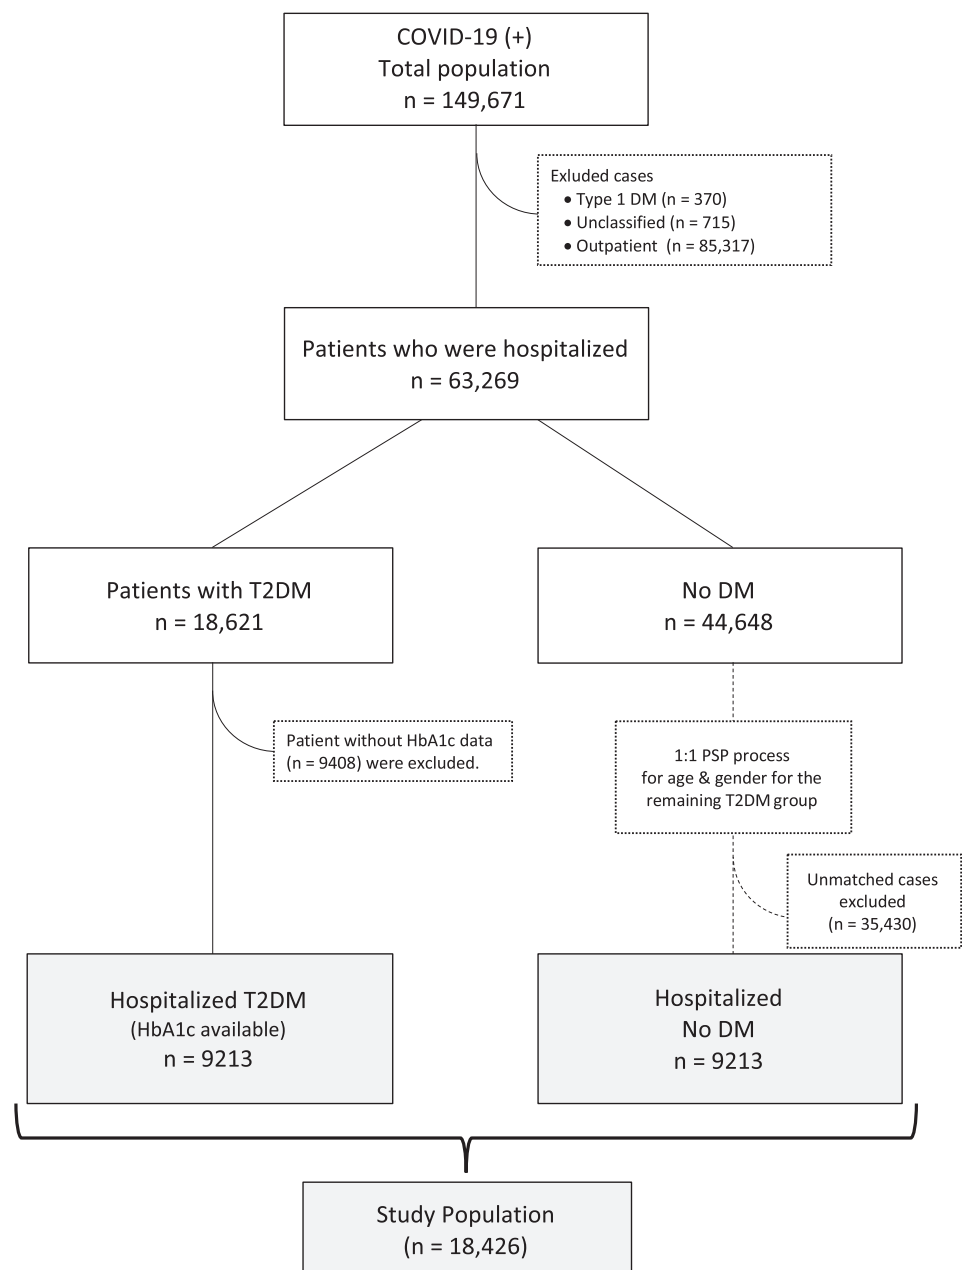 COVID-19 (+)
Total population
n = 149,671
Exluded cases
• Type 1 DM (n = 370)
• Unclassified (n = 715)
• Outpatient (n = 85,317)
Patients who were hospitalized
n = 63,269
Patients with T2DM
n = 18,621
No DM
n = 44,648
Patient without HbA1c data
(n = 9408) were excluded.
1:1 PSP process
for age & gender for the
remaining T2DM group
Unmatched cases
excluded
(n = 35,430)
Hospitalized T2DM
(HbA1c available)
n = 9213
Hospitalized
No DM
n = 9213
Study Population
(n = 18,426)